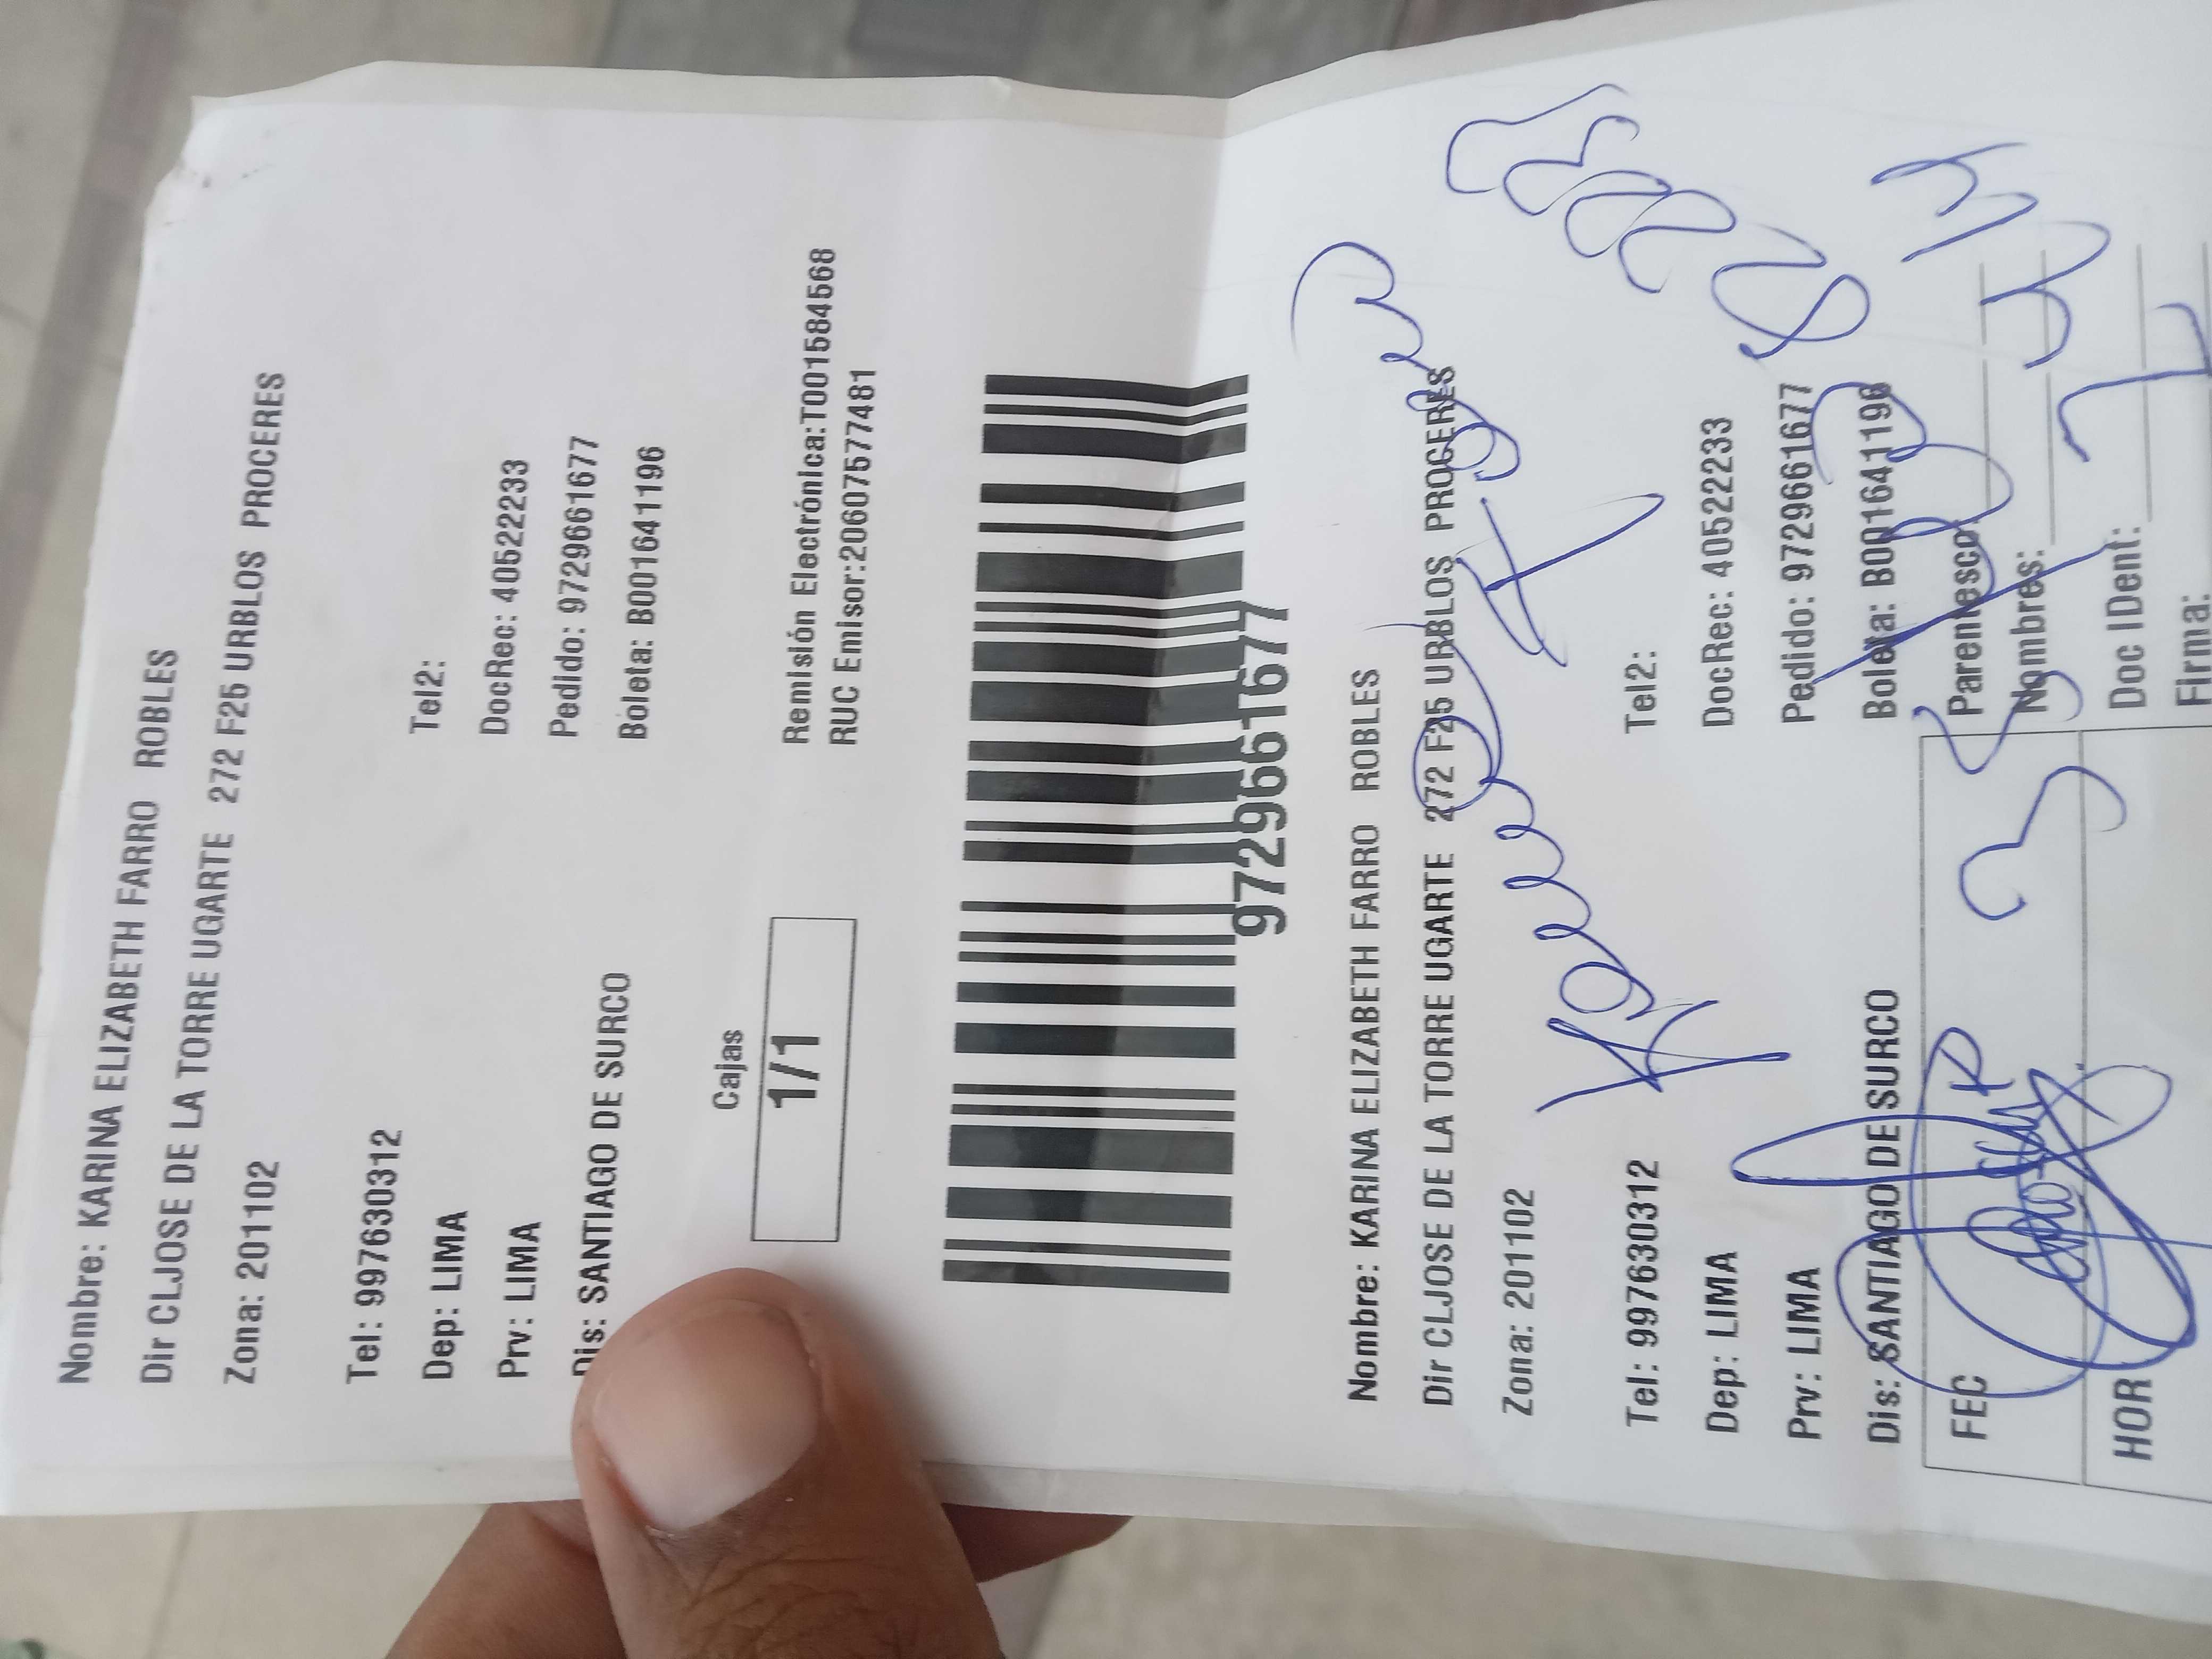 Nombre: KARINA ELIZABETH FARRO ROBLES
Dir CLJOSE DE LA TORRE UGARTE 272 F25 URBLOS PROCERES
Zona: 201102
Tel: 997630312
Tel2:
Dep: LIMA
DocRec: 40522233
Prv: LIMA
Pedido: 9729661677
Dis: SANTIAGO DE SURCO
Boleta: B001641196
Cajas
1/1
Remisión Electrónica:T001584568
RUC Emisor:20607577481
9729661677
Nombre: KARINA ELIZABETH FARRO ROBLES
Dir CLJOSE DE LA TORRE UGARTE 272 F25 URBLOS PROCERES
Zona: 201102
Karina Farro
Tel: 997630312
Tel2:
Dep: LIMA
DocRec: 40522233
Prv: LIMA
Pedido: 9729661677
Dis: SANTIAGO DE SURCO
Boleta: B001641196
40522233
FEC
Parentesco:
Nombres:
HOR
Doc IDent:
Firma: